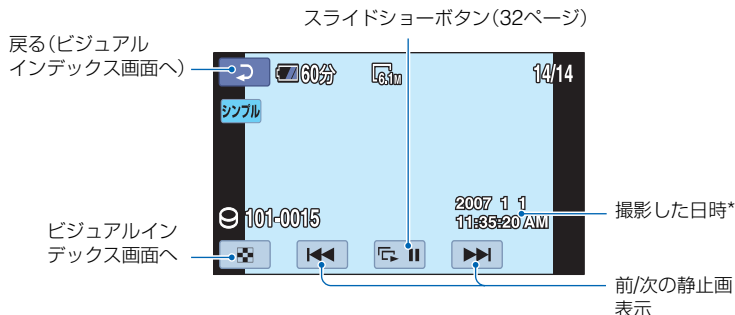 スライドショーボタン（32ページ）
戻る（ビジュアル
インデックス画面へ）
60分
6.1M
14/14
シンプル
101-0015
2007 1 1
11:35:20 AM
撮影した日時*
ビジュアルイン
デックス画面へ
前/次の静止画
表示